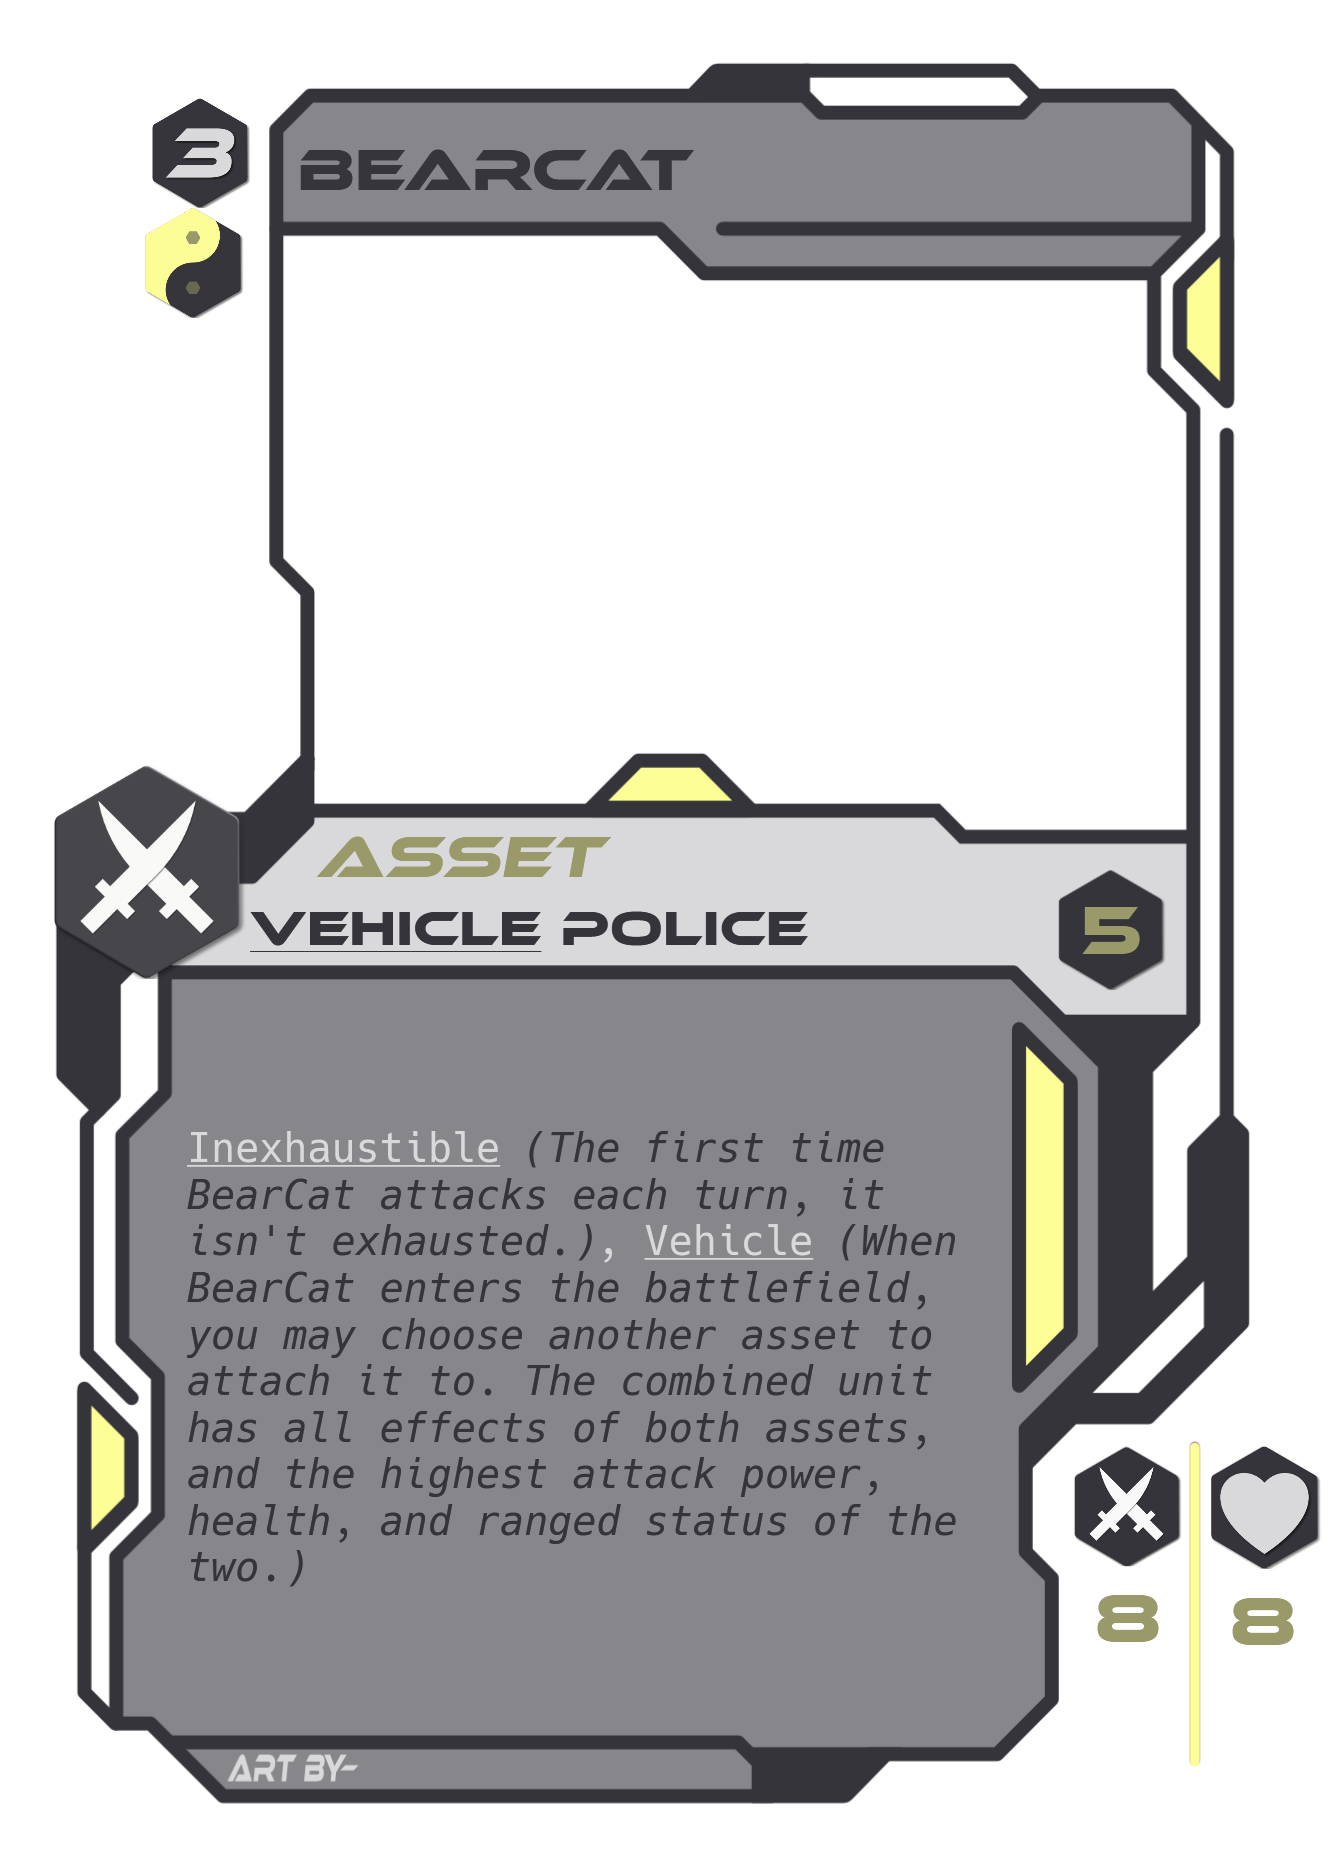 3
BEARCAT
ASSET
VEHICLE POLICE
5
Inexhaustible (The first time
BearCat attacks each turn, it
isn't exhausted.), Vehicle (When
BearCat enters the battlefield,
you may choose another asset to
attach it to. The combined unit
has all effects of both assets,
and the highest attack power,
health, and ranged status of the
two.)
8
8
ART BY-